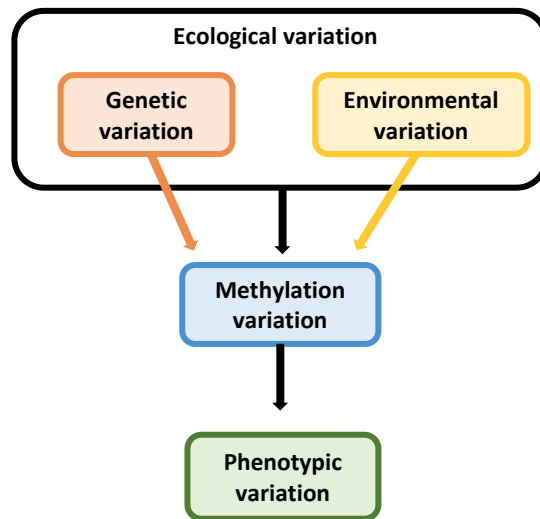 Ecological variation
Genetic
variation
Environmental
variation
Methylation
variation
Phenotypic
variation